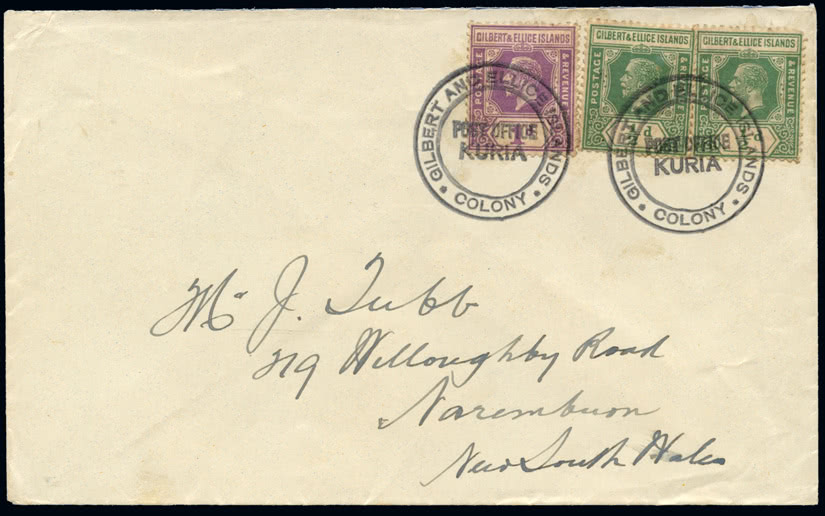 GILBERT & ELLICE ISLANDS
POSTAGE
& REVENUE
1d
GILBERT & ELLICE ISLANDS
POSTAGE
& REVENUE
GILBERT & ELLICE ISLANDS
POSTAGE
& REVENUE
GILBERT AND ELLICE ISLANDS
POST OFFICE
KURIA
COLONY
GILBERT AND ELLICE ISLANDS
POST OFFICE
KURIA
COLONY
Mr J. Tubb
219 Willoughby Road
Naremburn
New South Wales